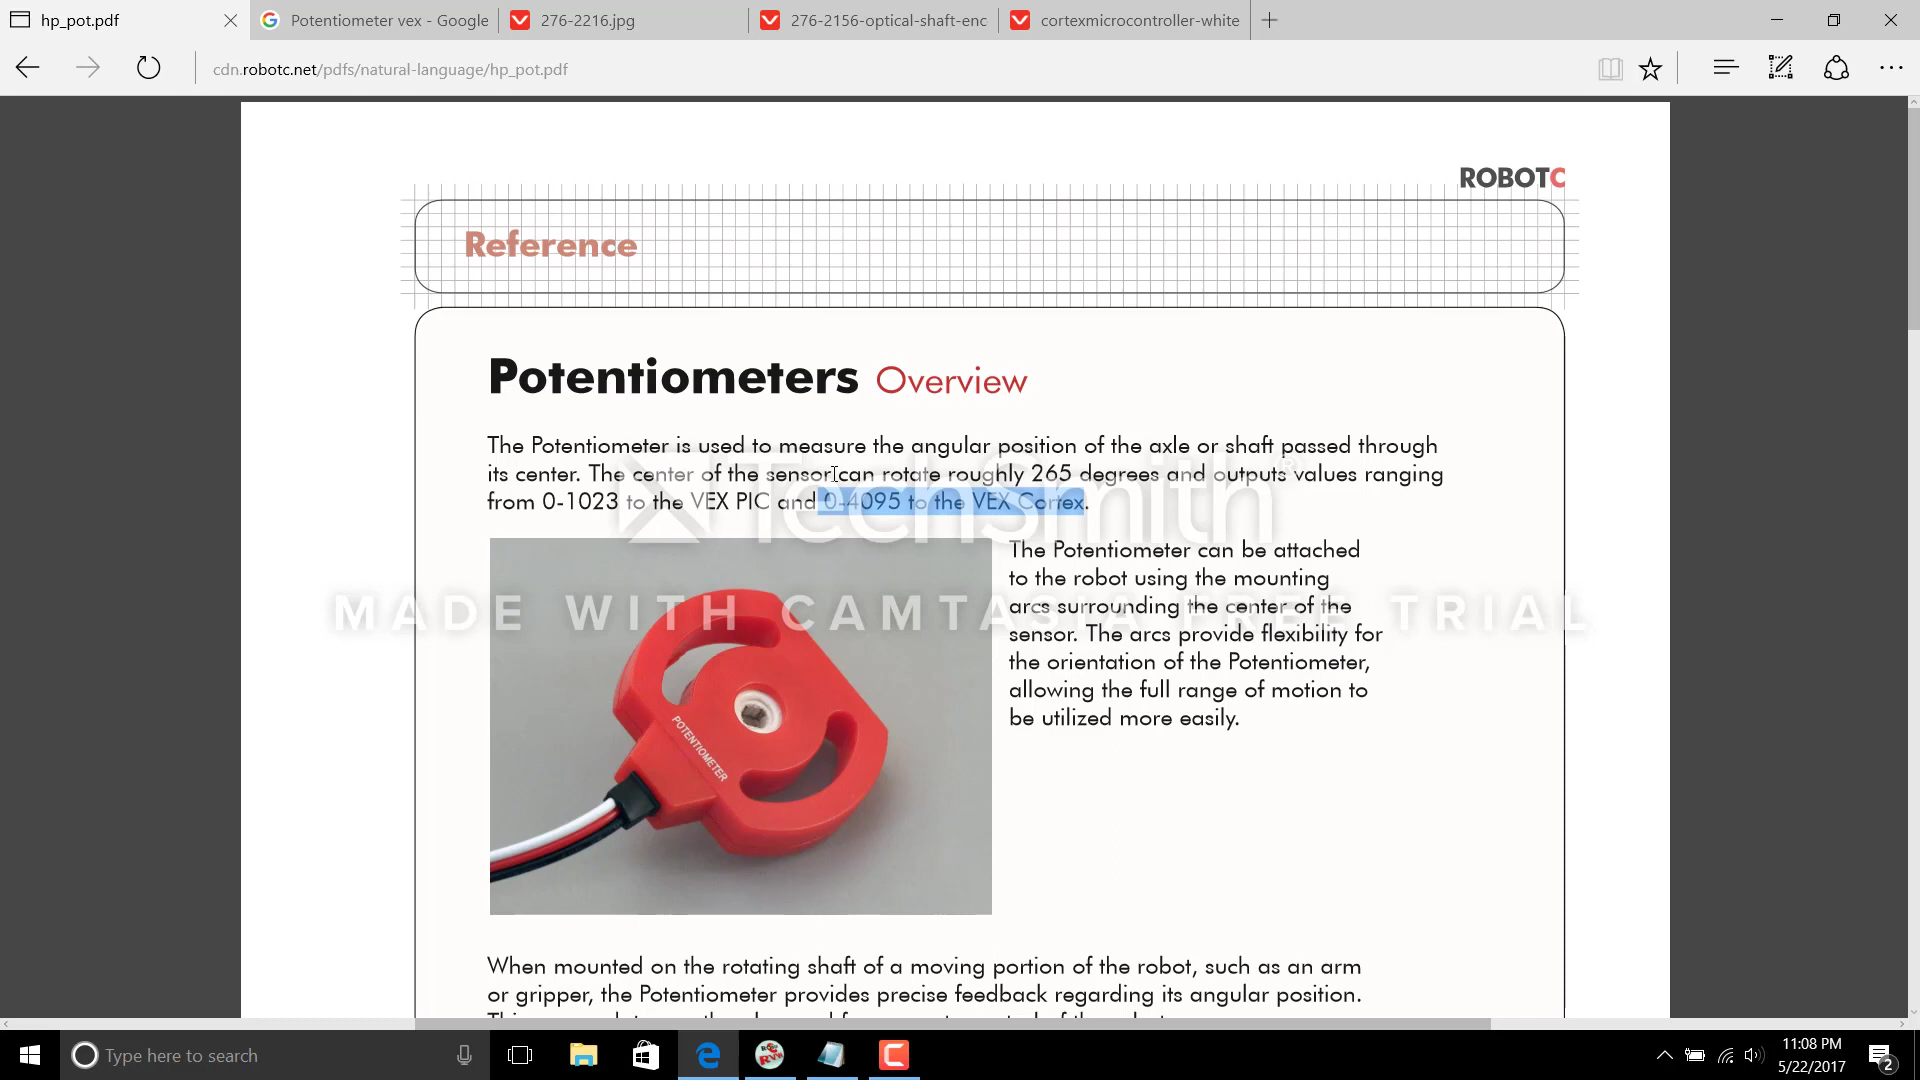 hp_pot.pdf
Potentiometer vex - Google
276-2216.jpg
276-2156-optical-shaft-enc
cortexmicrocontroller-white
cdn.robotc.net/pdfs/natural-language/hp_pot.pdf
ROBOTC
Reference
Potentiometers Overview
The Potentiometer is used to measure the angular position of the axle or shaft passed through
its center. The center of the sensor can rotate roughly 265 degrees and outputs values ranging
from 0-1023 to the VEX PIC and 0-4095 to the VEX Cortex.
TechSmith®
MADE WITH CAMTASIA FREE TRIAL
The Potentiometer can be attached
to the robot using the mounting
arcs surrounding the center of the
sensor. The arcs provide flexibility for
the orientation of the Potentiometer,
allowing the full range of motion to
be utilized more easily.
POTENTIOMETER
When mounted on the rotating shaft of a moving portion of the robot, such as an arm
or gripper, the Potentiometer provides precise feedback regarding its angular position.
Type here to search
RVW
11:08 PM
5/22/2017
2